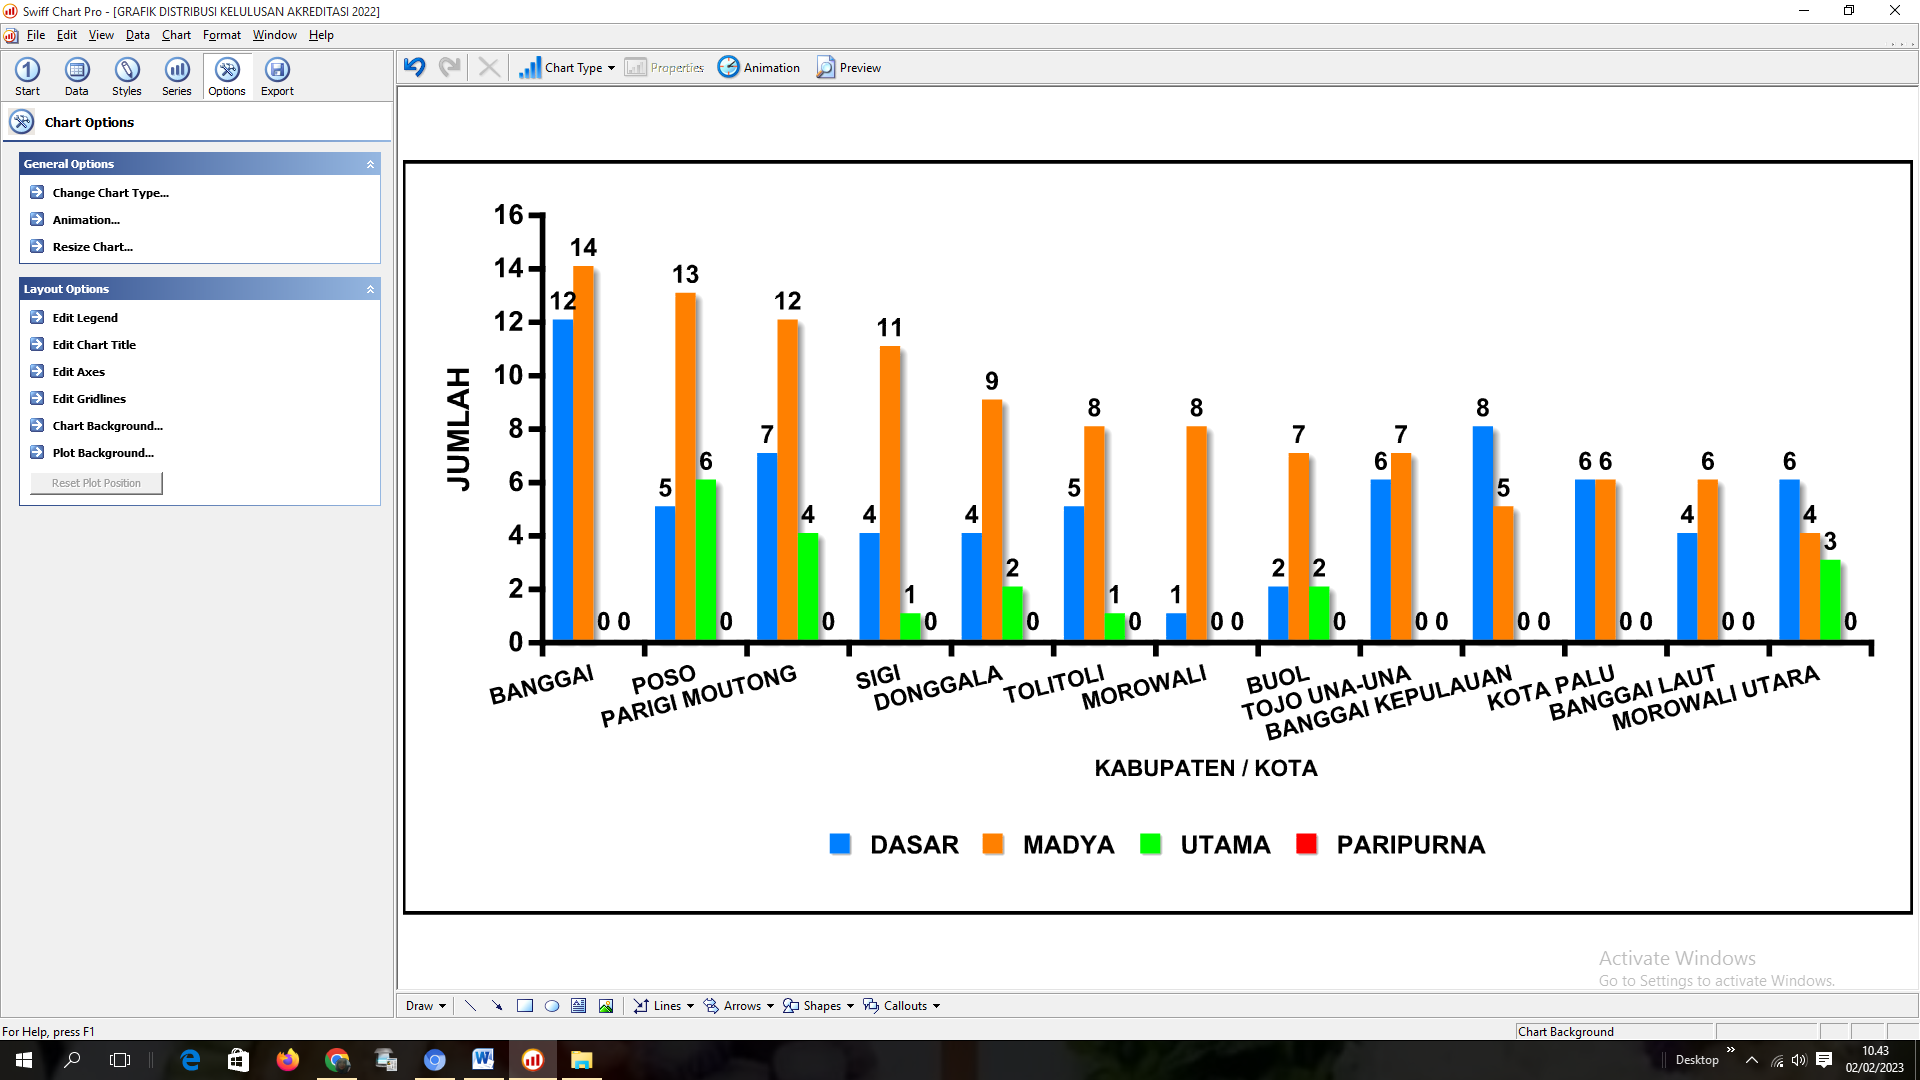 Swiff Chart Pro - [GRAFIK DISTRIBUSI KELULUSAN AKREDITASI 2022]
File Edit View Data Chart Format Window Help
Start Data Styles Series Options Export
Chart Type Properties Animation Preview
Chart Options
General Options
Change Chart Type...
Animation...
Resize Chart...
Layout Options
Edit Legend
Edit Chart Title
Edit Axes
Edit Gridlines
Chart Background...
Plot Background...
Reset Plot Position
JUMLAH
16
14
12
10
8
6
4
2
0
12 14 0 0
5 13 6 0
7 12 4 0
4 11 1 0
4 9 2 0
5 8 1 0
1 8 0 0
2 7 2 0
6 7 0 0
8 5 0 0
6 6 0 0
4 6 0 0
6 4 3 0
BANGGAI
POSO
PARIGI MOUTONG
SIGI
DONGGALA
TOLITOLI
MOROWALI
BUOL
TOJO UNA-UNA
BANGGAI KEPULAUAN
KOTA PALU
BANGGAI LAUT
MOROWALI UTARA
KABUPATEN / KOTA
DASAR MADYA UTAMA PARIPURNA
Activate Windows
Go to Settings to activate Windows.
Draw Lines Arrows Shapes Callouts
For Help, press F1
Chart Background
Desktop
10.43
02/02/2023